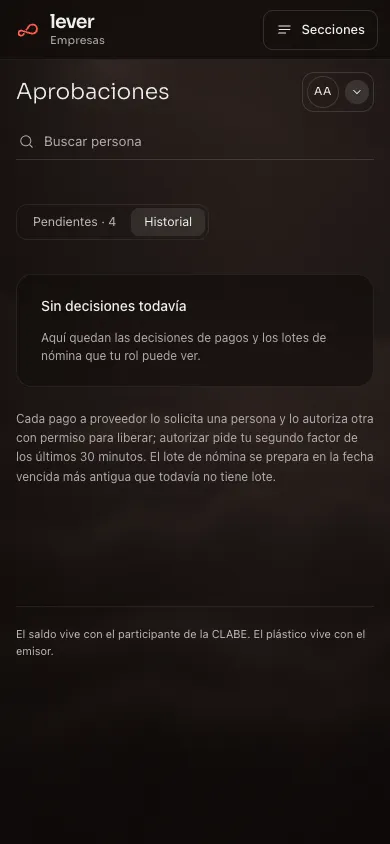 lever
Empresas
Secciones
Aprobaciones
AA
Buscar persona
Pendientes · 4
Historial
Sin decisiones todavía
Aquí quedan las decisiones de pagos y los lotes de
nómina que tu rol puede ver.
Cada pago a proveedor lo solicita una persona y lo autoriza otra
con permiso para liberar; autorizar pide tu segundo factor de
los últimos 30 minutos. El lote de nómina se prepara en la fecha
vencida más antigua que todavía no tiene lote.
El saldo vive con el participante de la CLABE. El plástico vive con el
emisor.